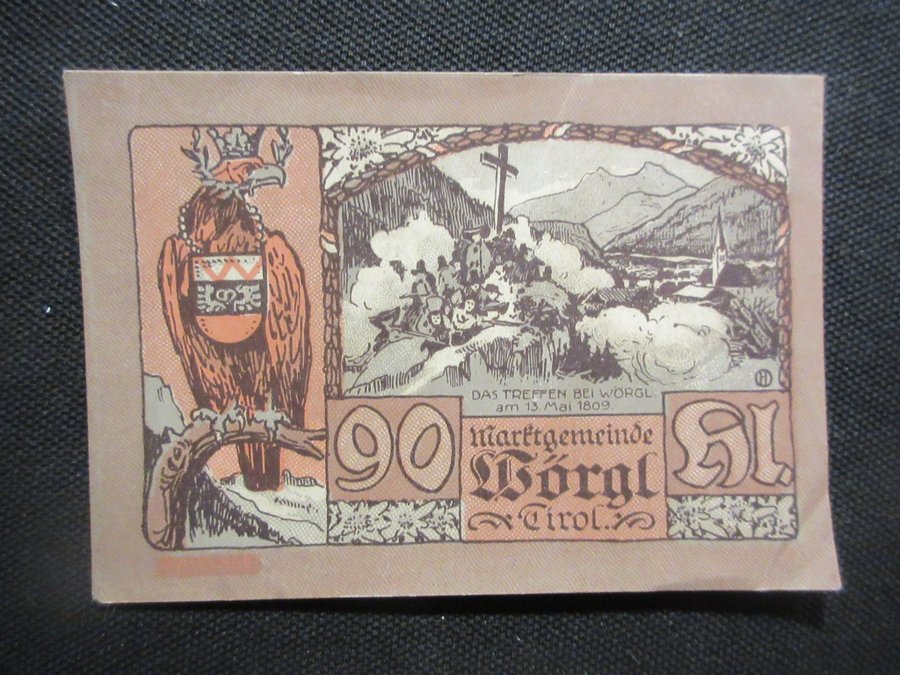 DAS TREFFEN BEI WÖRGL
am 13. Mai 1809.
90
Marktgemeinde
Wörgl
Tirol.
Hl.